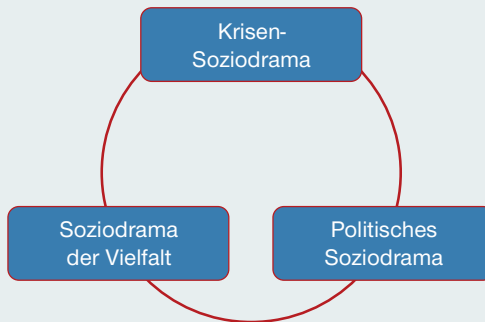 Krisen-
Soziodrama
Soziodrama
der Vielfalt
Politisches
Soziodrama